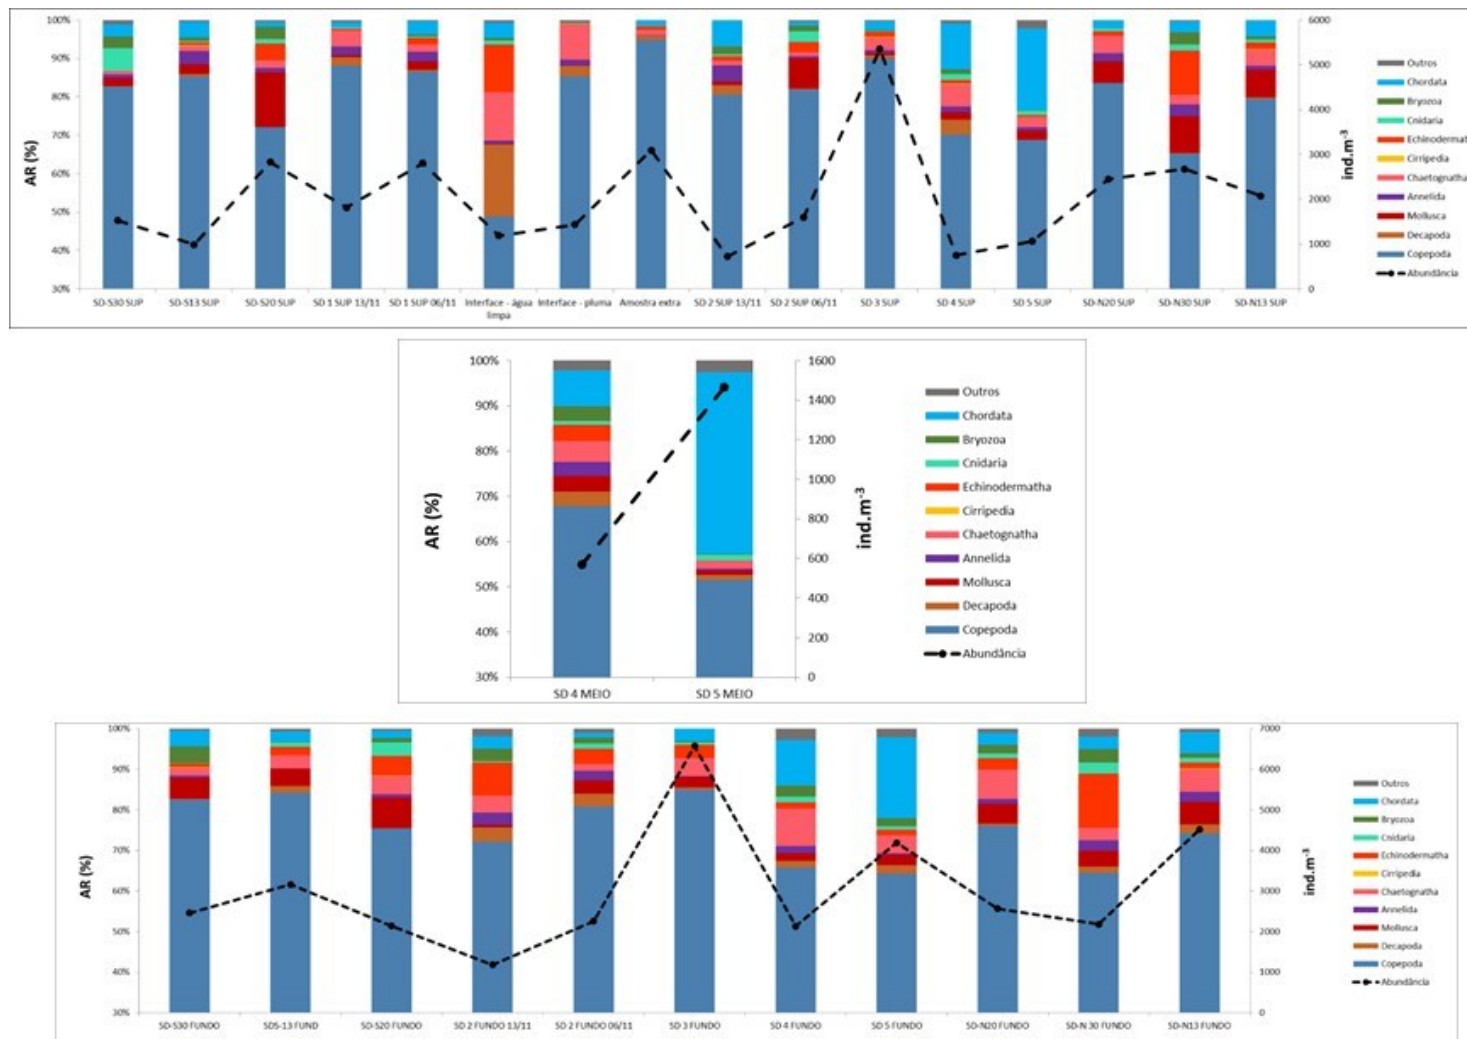 100%
90%
80%
70%
60%
50%
40%
30%
AR (%)
6000
5000
4000
3000
2000
1000
0
ind.m⁻³
SD-S30 SUP
SD-S13 SUP
SD-S20 SUP
SD 1 SUP 13/11
SD 1 SUP 06/11
Interface - água
limpa
Interface - pluma
Amostra extra
SD 2 SUP 13/11
SD 2 SUP 06/11
SD 3 SUP
SD 4 SUP
SD 5 SUP
SD-N20 SUP
SD-N30 SUP
SD-N13 SUP
Outros
Chordata
Bryozoa
Cnidaria
Echinodermat
Cirripedia
Chaetognatha
Annelida
Mollusca
Decapoda
Copepoda
Abundância
100%
90%
80%
70%
60%
50%
40%
30%
AR (%)
1600
1400
1200
1000
800
600
400
200
0
ind.m⁻³
SD 4 MEIO
SD 5 MEIO
Outros
Chordata
Bryozoa
Cnidaria
Echinodermatha
Cirripedia
Chaetognatha
Annelida
Mollusca
Decapoda
Copepoda
Abundância
100%
90%
80%
70%
60%
50%
40%
30%
AR (%)
7000
6000
5000
4000
3000
2000
1000
0
ind.m⁻³
SD-S30 FUNDO
SDS-13 FUND
SD-S20 FUNDO
SD 2 FUNDO 13/11
SD 2 FUNDO 06/11
SD 3 FUNDO
SD 4 FUNDO
SD 5 FUNDO
SD-N20 FUNDO
SD-N 30 FUNDO
SD-N13 FUNDO
Outros
Chordata
Bryozoa
Cnidaria
Echinodermatha
Cirripedia
Chaetognatha
Annelida
Mollusca
Decapoda
Copepoda
Abundância